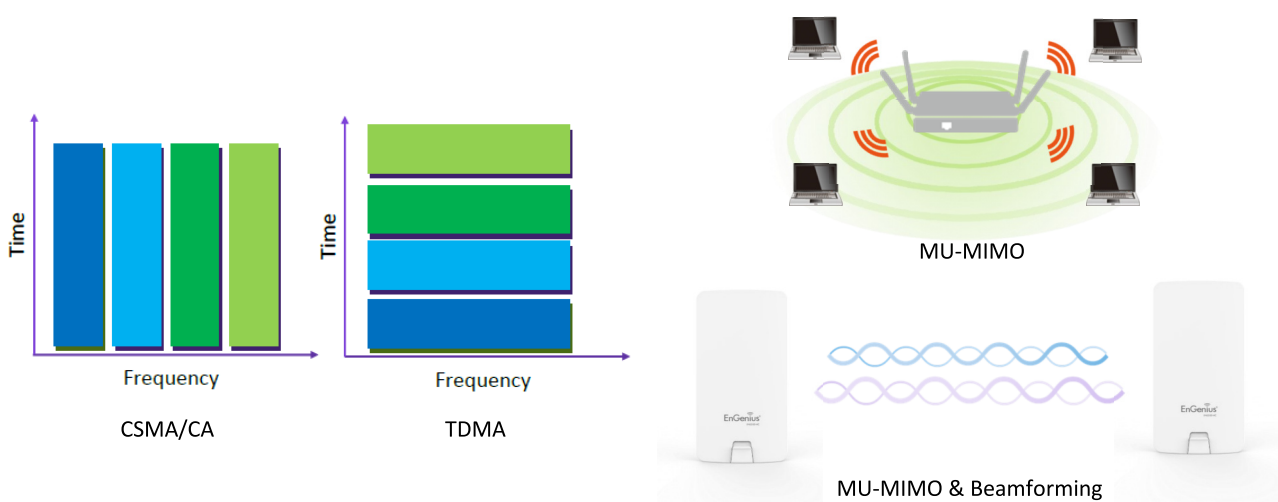 Time
Frequency
CSMA/CA
Time
Frequency
TDMA
MU-MIMO
EnGenius
EnGenius
MU-MIMO & Beamforming